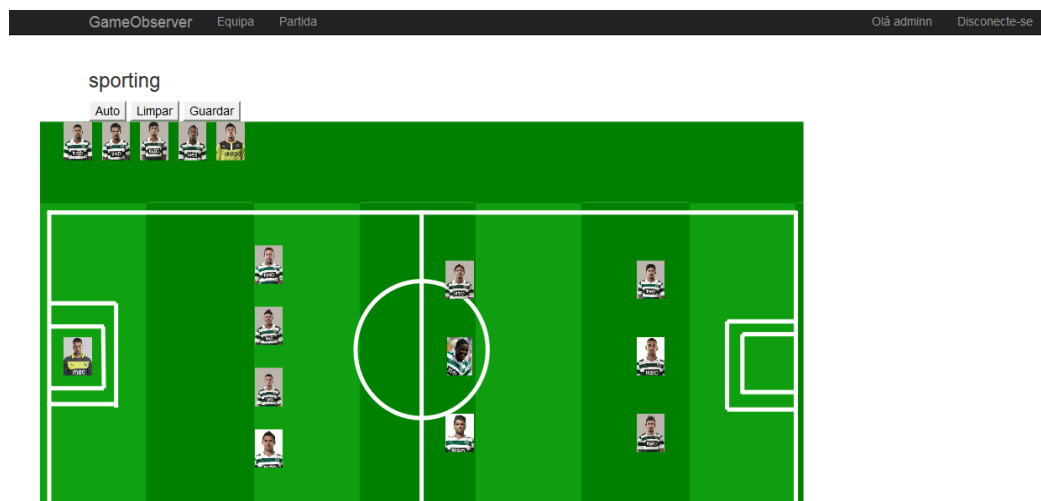 GameObserver Equipa Partida Olá adminn Disconecte-se
sporting
Auto Limpar Guardar